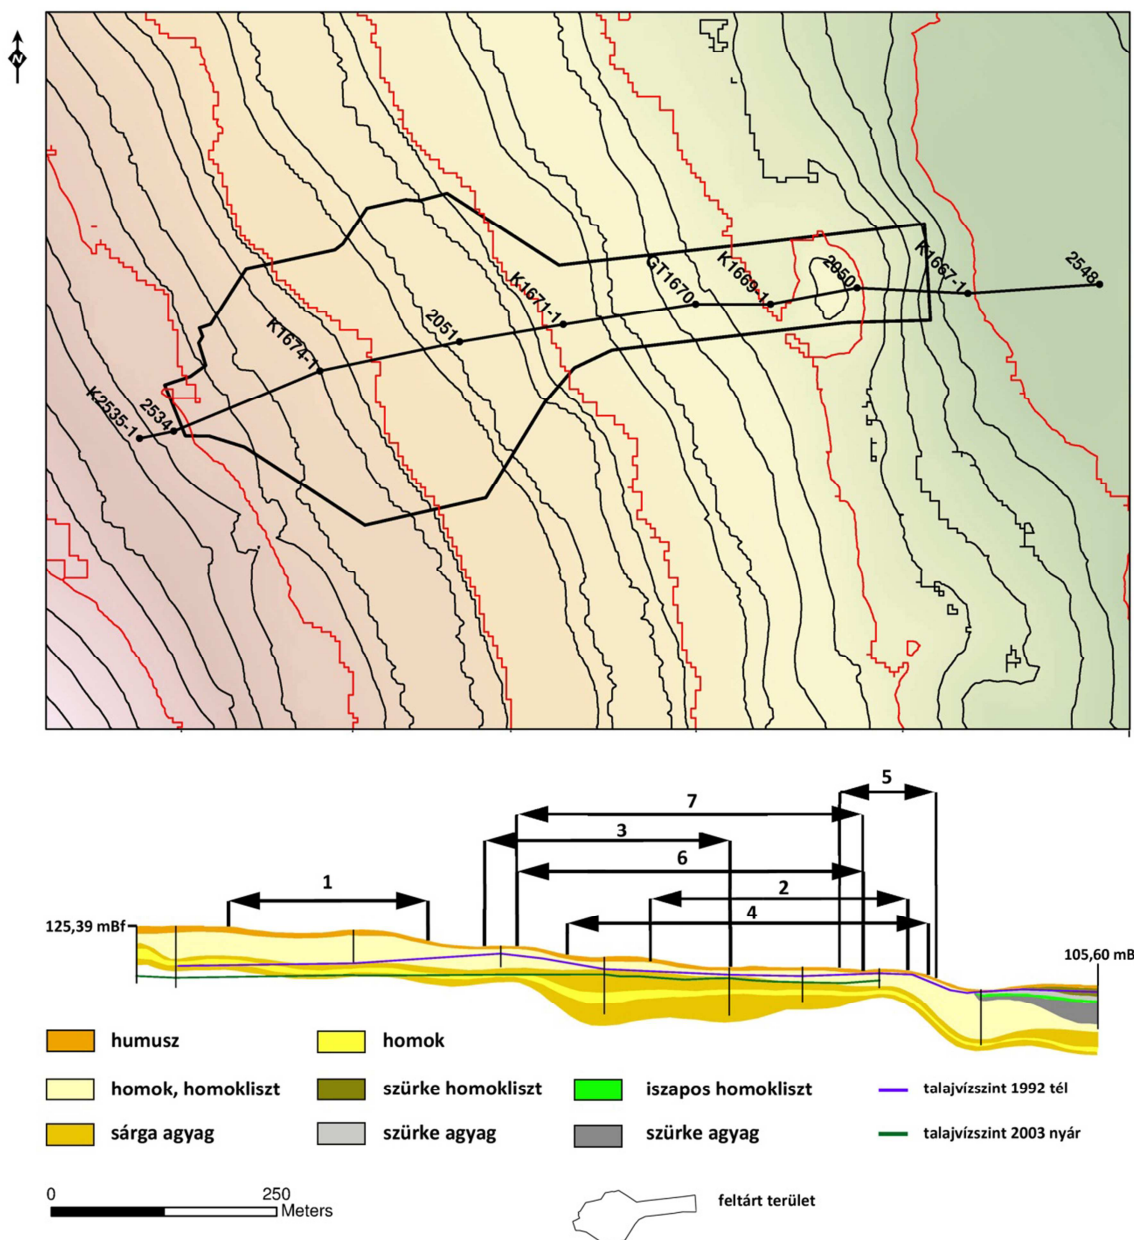 N
K2535-1
2534
K1674-1
2051
K1671-1
GT1670
K1669-1
2050
K1667-1
2548
5
7
3
6
1
2
4
125,39 mBf
105,60 mB
humusz
homok
homok, homokliszt
szürke homokliszt
iszapos homokliszt
talajvízszint 1992 tél
sárga agyag
szürke agyag
szürke agyag
talajvízszint 2003 nyár
0 250
Meters
feltárt terület